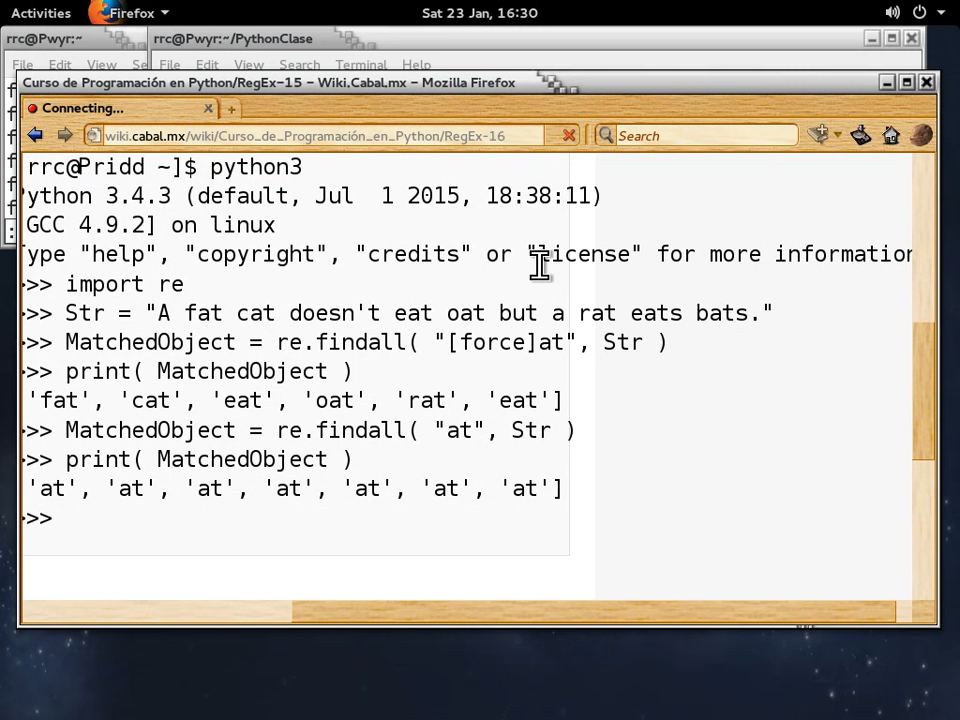 Activities Firefox Sat 23 Jan, 16:30
rrc@Pwyr:~ rrc@Pwyr:~/PythonClase
File Edit View Se File Edit View Search Terminal Help
Curso de Programación en Python/RegEx-15 – Wiki.Cabal.mx – Mozilla Firefox
Connecting...
wiki.cabal.mx/wiki/Curso_de_Programación_en_Python/RegEx-16 Search
rrc@Pridd ~]$ python3
ython 3.4.3 (default, Jul  1 2015, 18:38:11)
GCC 4.9.2] on linux
ype "help", "copyright", "credits" or "license" for more information
>>> import re
>>> Str = "A fat cat doesn't eat oat but a rat eats bats."
>>> MatchedObject = re.findall( "[force]at", Str )
>>> print( MatchedObject )
'fat', 'cat', 'eat', 'oat', 'rat', 'eat']
>>> MatchedObject = re.findall( "at", Str )
>>> print( MatchedObject )
'at', 'at', 'at', 'at', 'at', 'at', 'at']
>>>